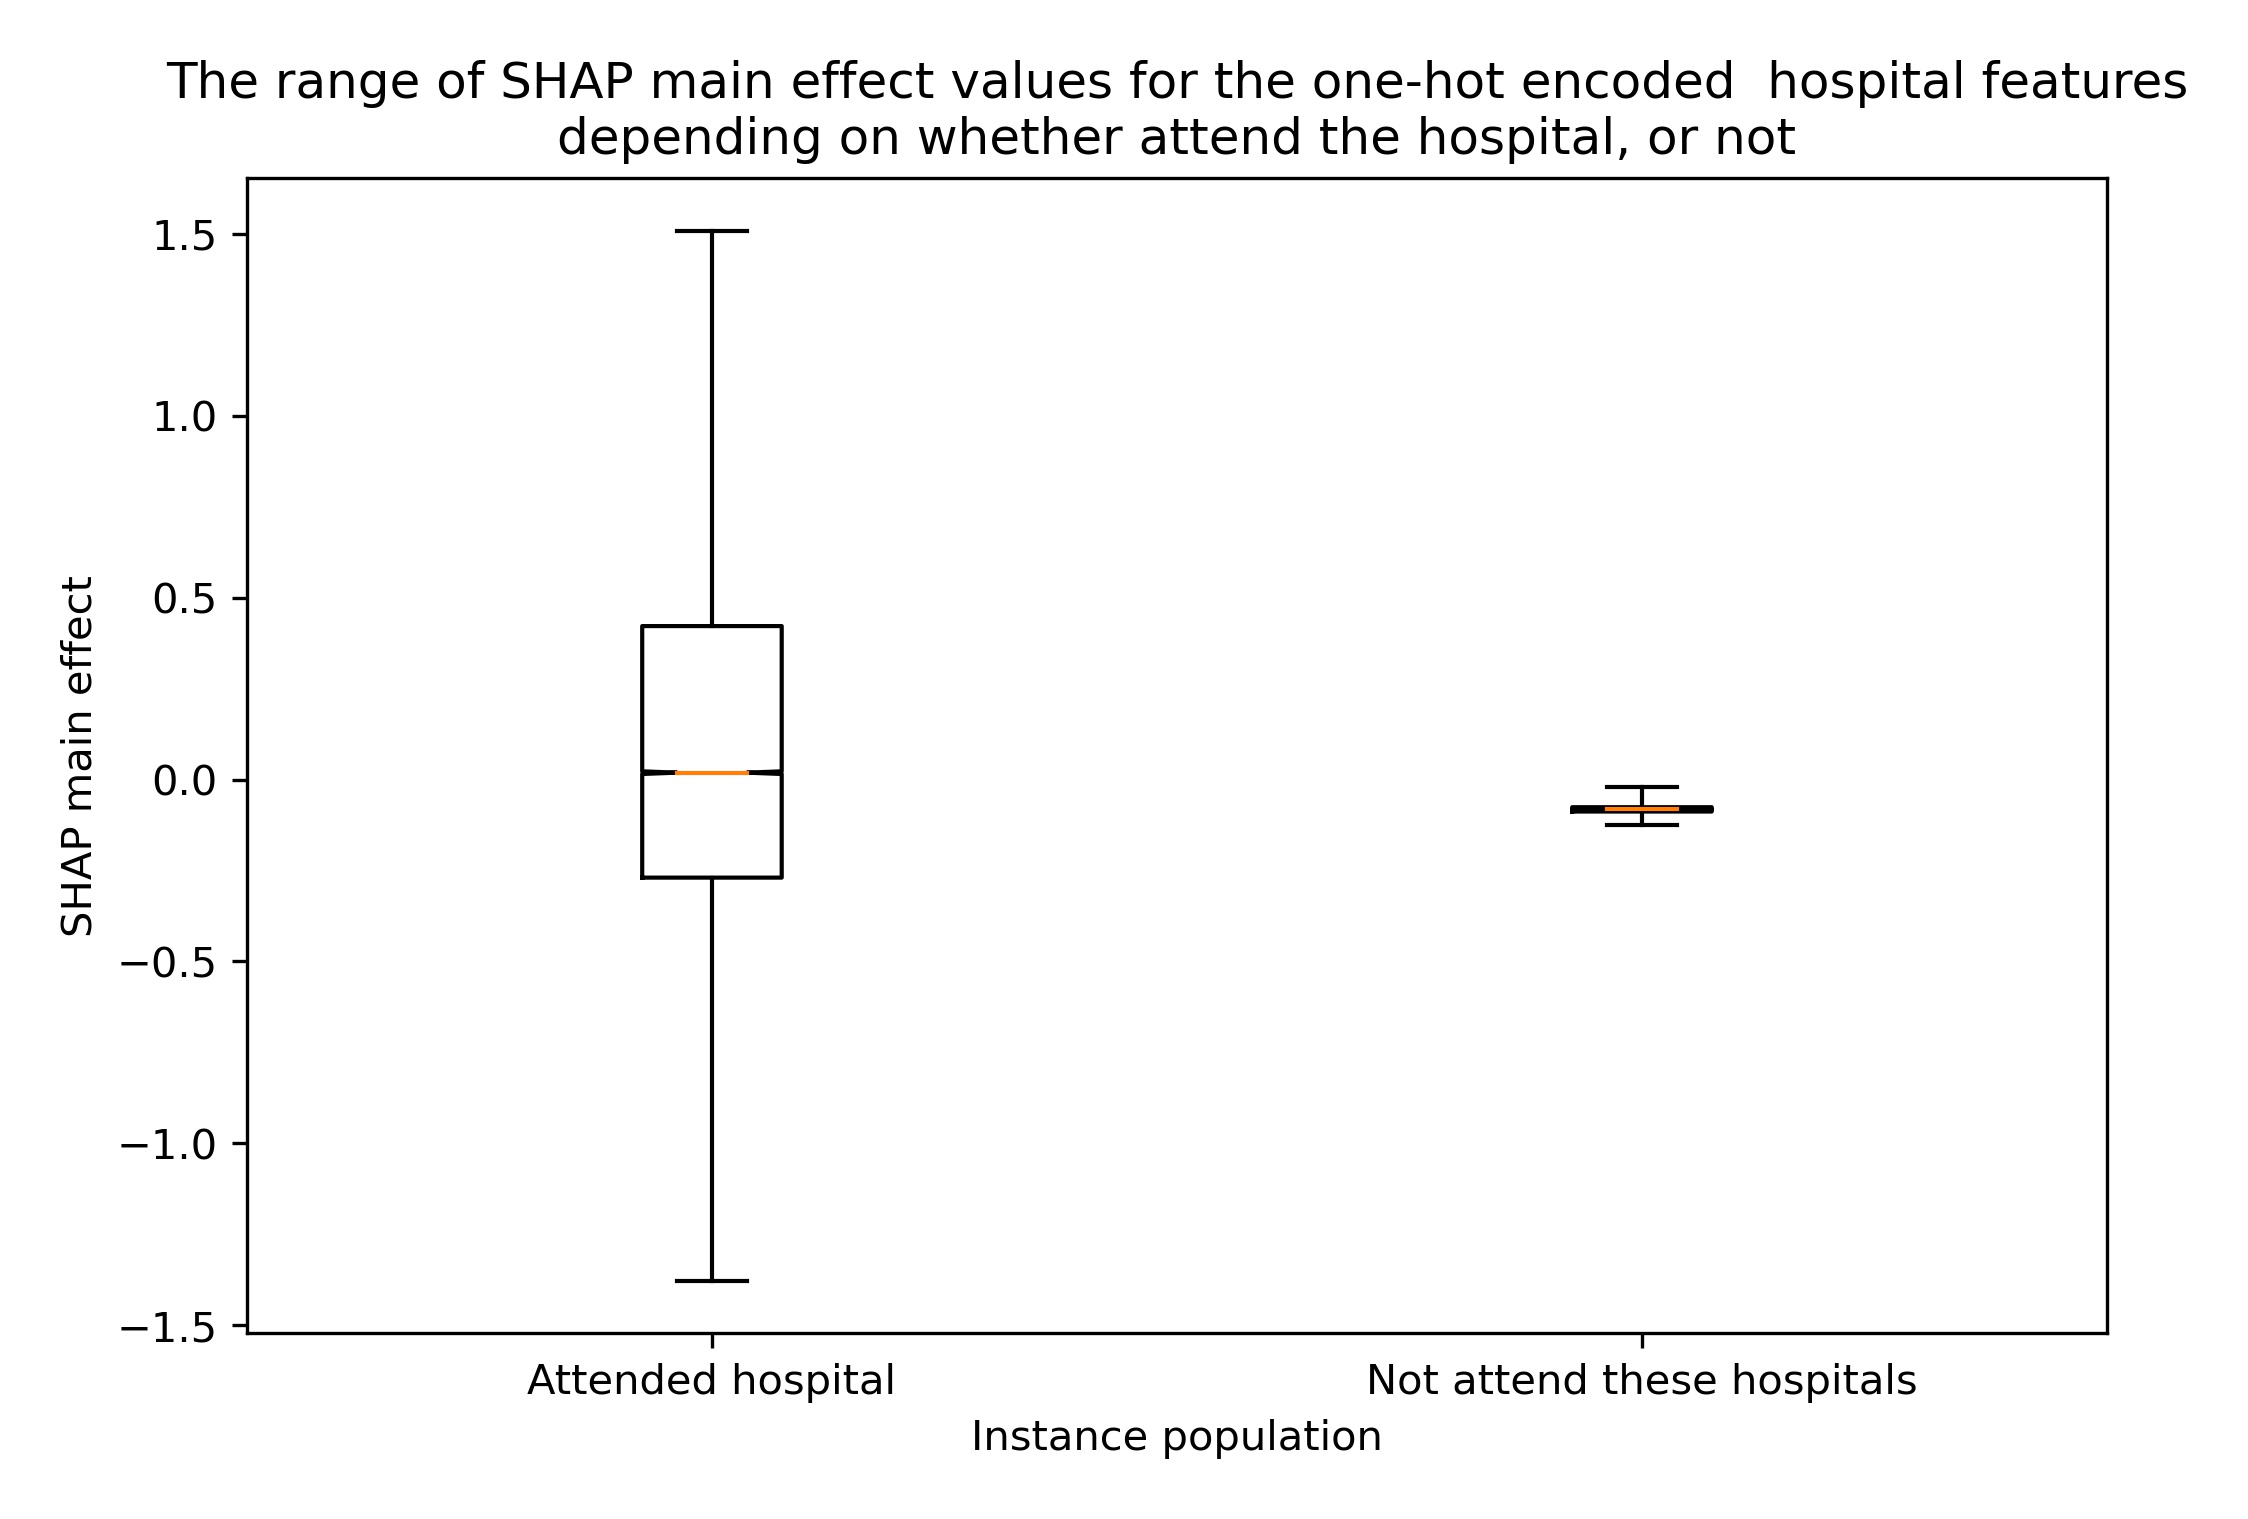 The range of SHAP main effect values for the one-hot encoded  hospital features
depending on whether attend the hospital, or not
1.5
1.0
0.5
0.0
−0.5
−1.0
−1.5
SHAP main effect
Attended hospital
Not attend these hospitals
Instance population